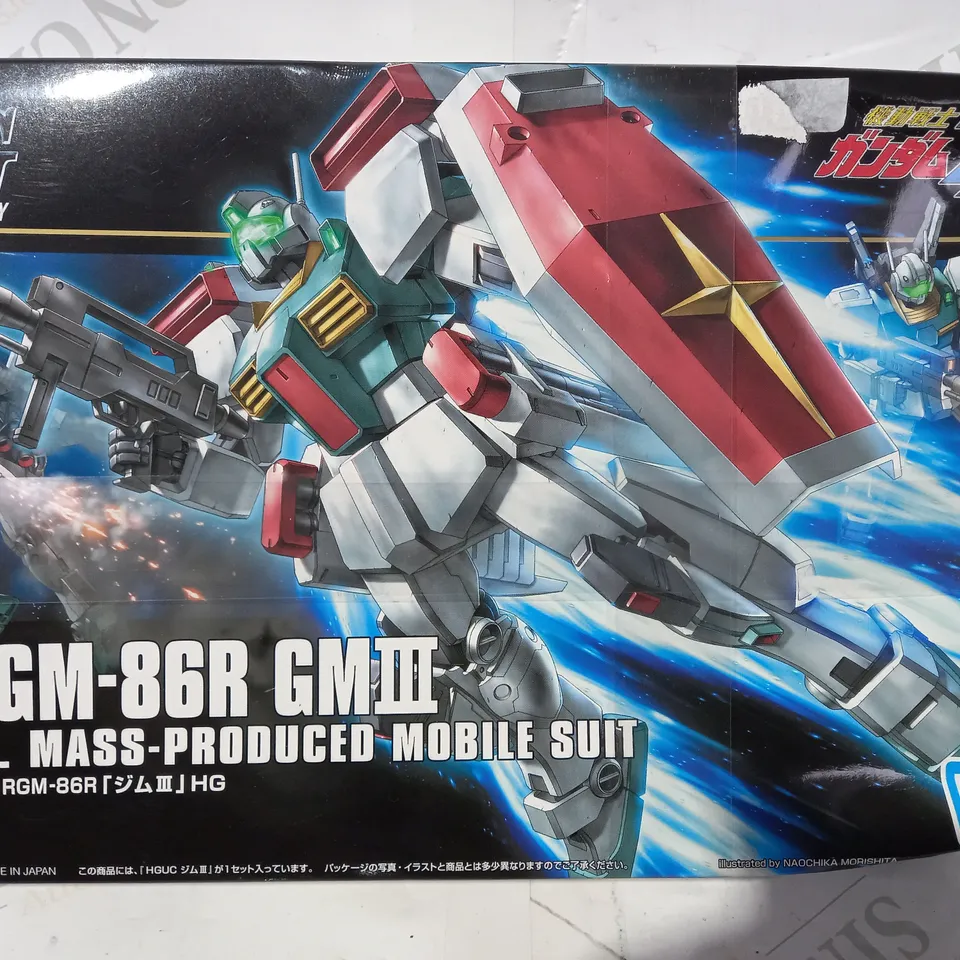 機動戦士
ガンダム
GM-86R GMIII
MASS-PRODUCED MOBILE SUIT
RGM-86R「ジムⅢ」HG
IN JAPAN
この商品には、「HGUC ジムⅢ」が1セット入っています。 パッケージの写真・イラストと商品とは多少異なりますのでご了承ください。
Illustrated by NAOCHIKA MORISHITA